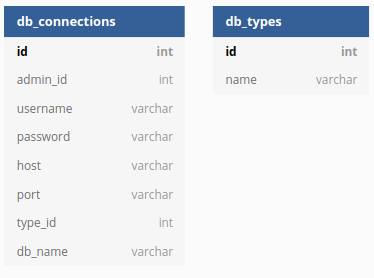 db_connections
id int
admin_id int
username varchar
password varchar
host varchar
port varchar
type_id int
db_name varchar
db_types
id int
name varchar